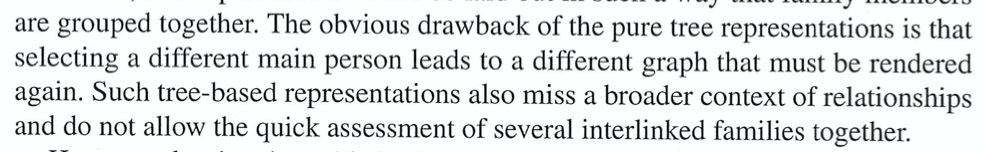 are grouped together. The obvious drawback of the pure tree representations is that
selecting a different main person leads to a different graph that must be rendered
again. Such tree-based representations also miss a broader context of relationships
and do not allow the quick assessment of several interlinked families together.